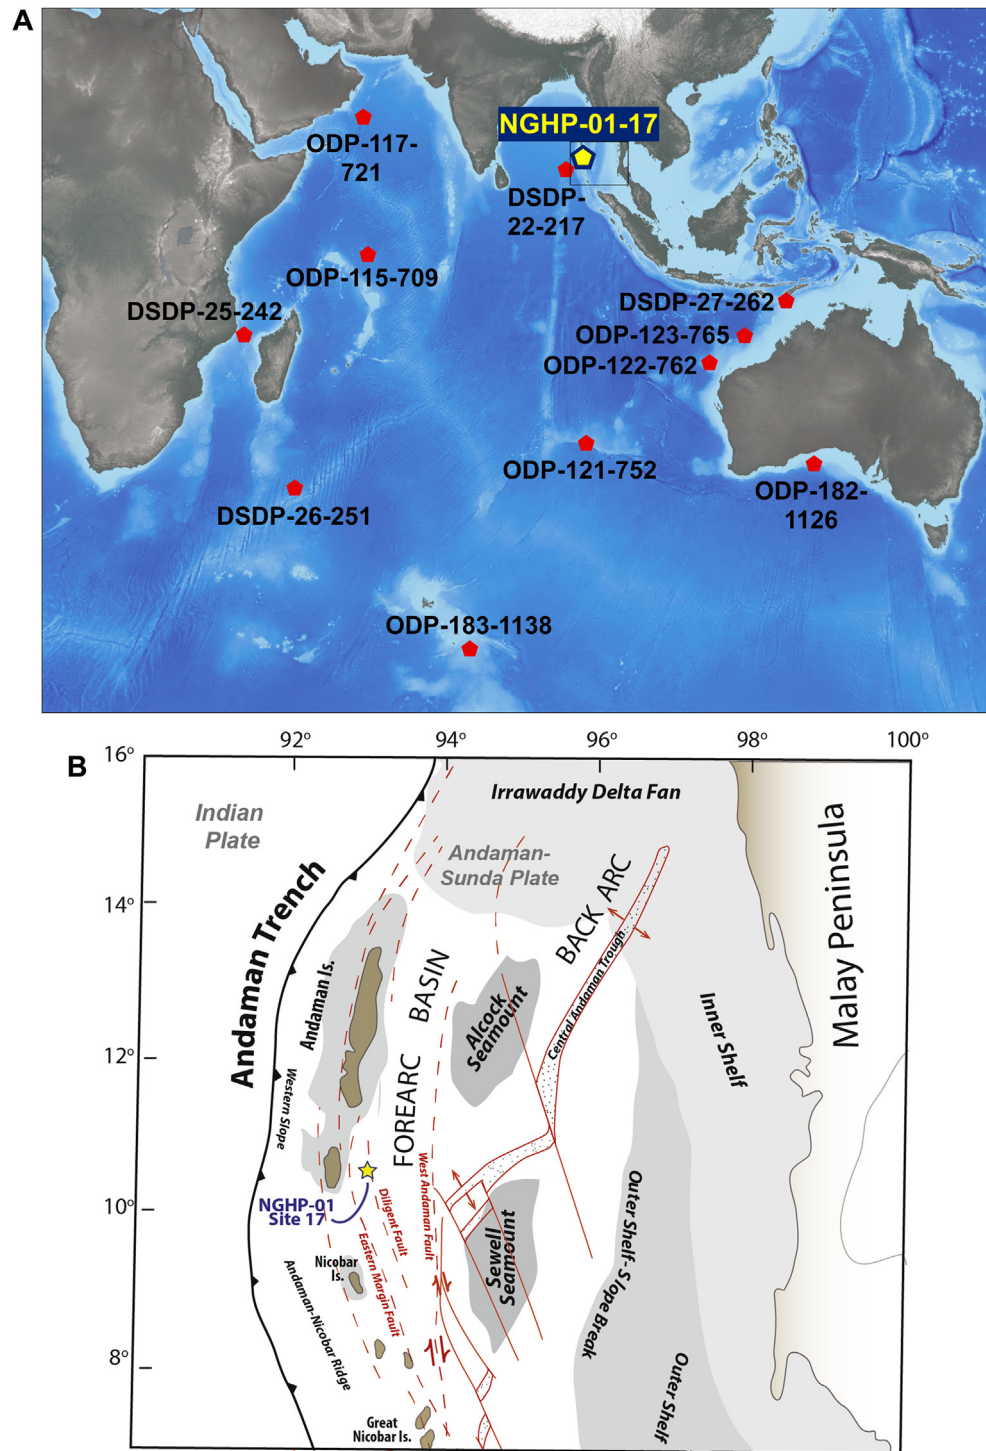 A
NGHP-01-17
ODP-117-
721
DSDP-
22-217
ODP-115-709
DSDP-25-242
DSDP-27-262
ODP-123-765
ODP-122-762
ODP-121-752
ODP-182-
1126
DSDP-26-251
ODP-183-1138
B
92°
94°
96°
98°
100°
16°
14°
12°
10°
8°
Indian
Plate
Irrawaddy Delta Fan
Andaman-
Sunda Plate
Andaman Trench
Andaman Is.
Western Slope
FOREARC BASIN
BACK ARC
Alcock
Seamount
Central Andaman Trough
Inner Shelf
Malay Peninsula
NGHP-01
Site 17
Diligent Fault
Eastern Margin Fault
West Andaman Fault
Nicobar
Is.
Andaman-Nicobar Ridge
Sewell
Seamount
Outer Shelf-Slope Break
Outer Shelf
Great
Nicobar Is.